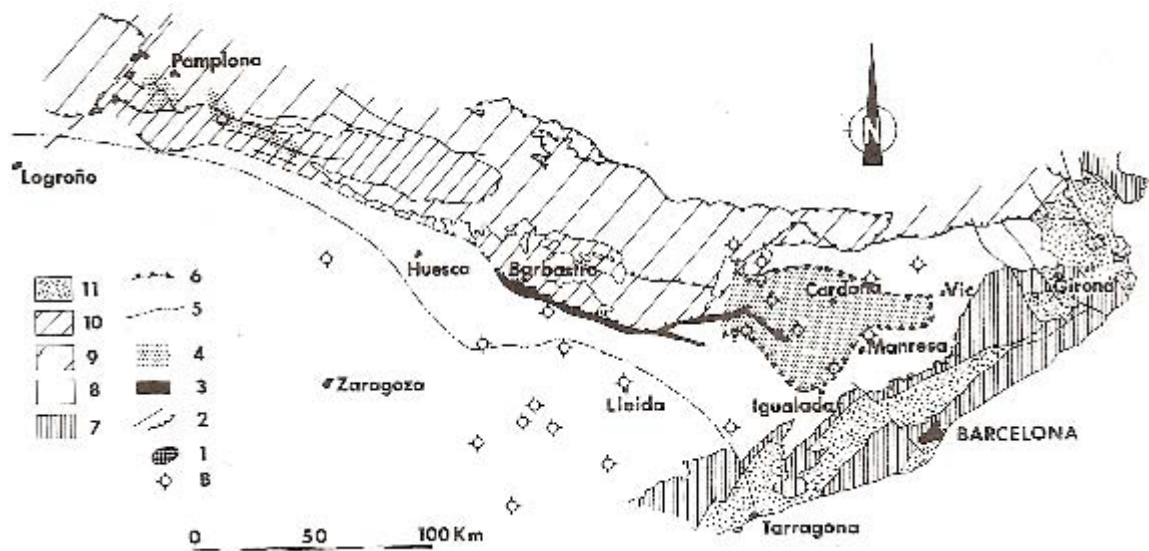 Pamplona
N
Logroño
Huesca
Barbastro
Cardona
Vic
Girona
Manresa
Zaragoza
Lleida
Igualada
BARCELONA
Tarragona
11
10
9
8
7
6
5
4
3
2
1
B
0 50 100 Km